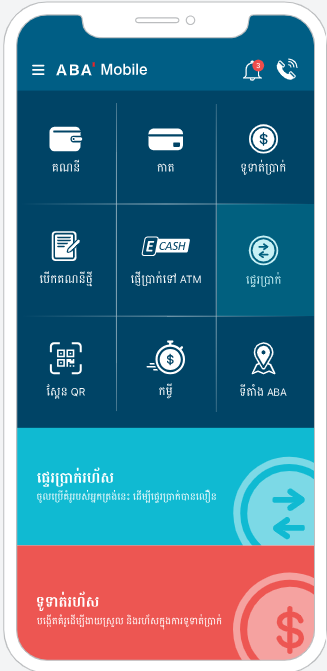 ABA' Mobile
3
គណនី
កាត
ទូទាត់ប្រាក់
បើកគណនីថ្មី
E CASH
ផ្ញើប្រាក់ទៅ ATM
ផ្ទេរប្រាក់
ស្កែន QR
កម្ចី
ទីតាំង ABA
ផ្ទេរប្រាក់រហ័ស
ចូលប្រើគំរូរបស់អ្នកត្រង់នេះ ដើម្បីផ្ទេរប្រាក់បានលឿន
ទូទាត់រហ័ស
បង្កើតគំរូដើម្បីងាយស្រួល និងរហ័សក្នុងការទូទាត់ប្រាក់